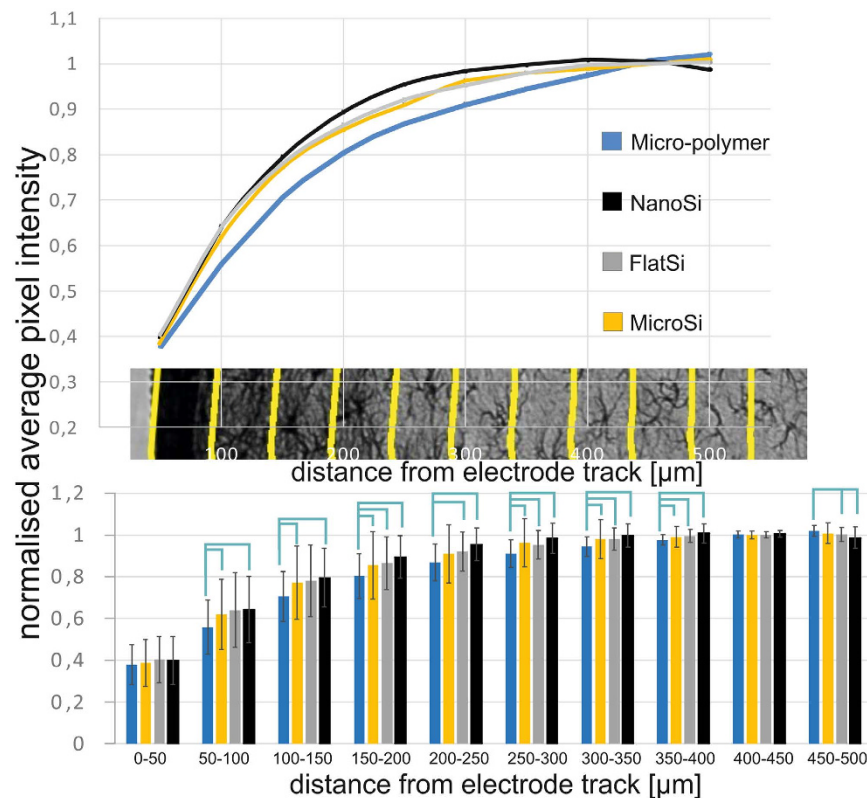 normalised average pixel intensity
1,1
1
0,9
0,8
0,7
0,6
0,5
0,4
0,3
0,2
Micro-polymer
NanoSi
FlatSi
MicroSi
100 200 300 400 500
distance from electrode track [µm]
1,2
1
0,8
0,6
0,4
0,2
0
0-50 50-100 100-150 150-200 200-250 250-300 300-350 350-400 400-450 450-500
distance from electrode track [µm]